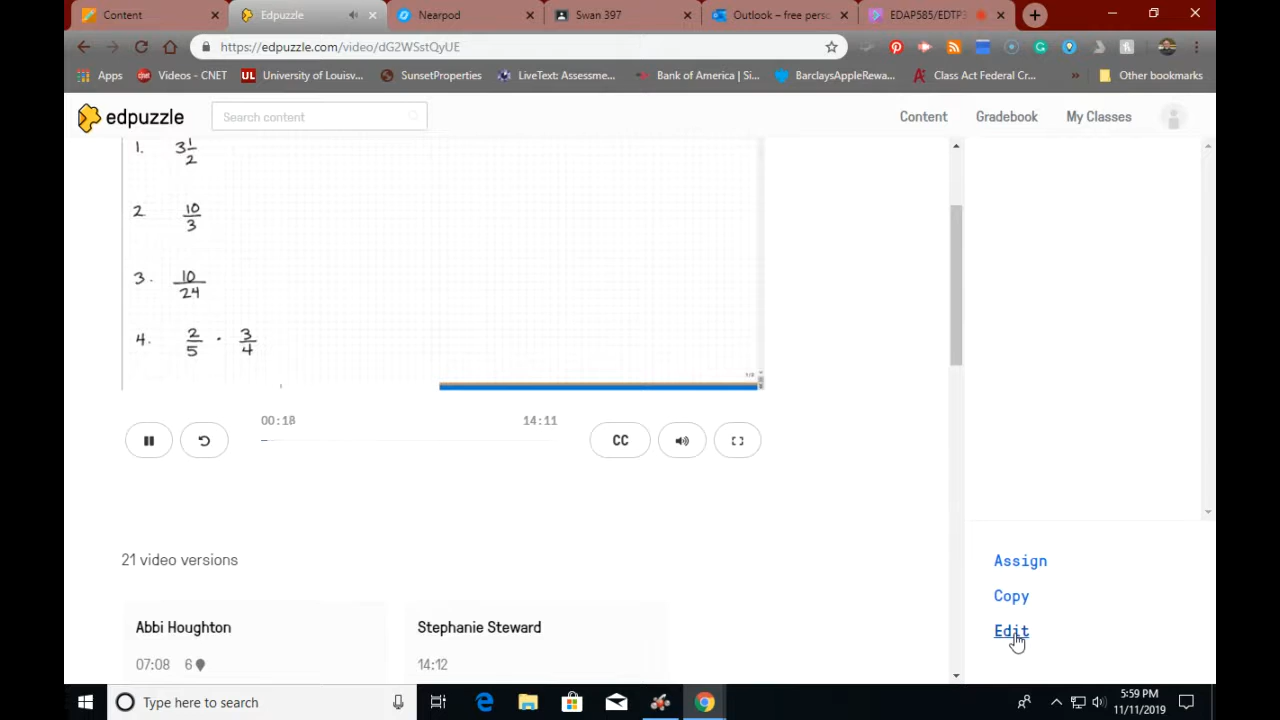 Content
Edpuzzle
Nearpod
Swan 397
Outlook – free pers
EDAP585/EDTP
https://edpuzzle.com/video/dG2WSstQyUE
Apps
Videos - CNET
University of Louisv...
SunsetProperties
LiveText: Assessme...
Bank of America | Si...
BarclaysAppleRewa...
Class Act Federal Cr...
»
Other bookmarks
edpuzzle
Search content
Content
Gradebook
My Classes
1. 3 1/2
2 10/3
3. 10/24
4. 2/5 · 3/4
00:18
14:11
CC
21 video versions
Abbi Houghton
07:08 6
Stephanie Steward
14:12
Assign
Copy
Edit
Type here to search
5:59 PM
11/11/2019